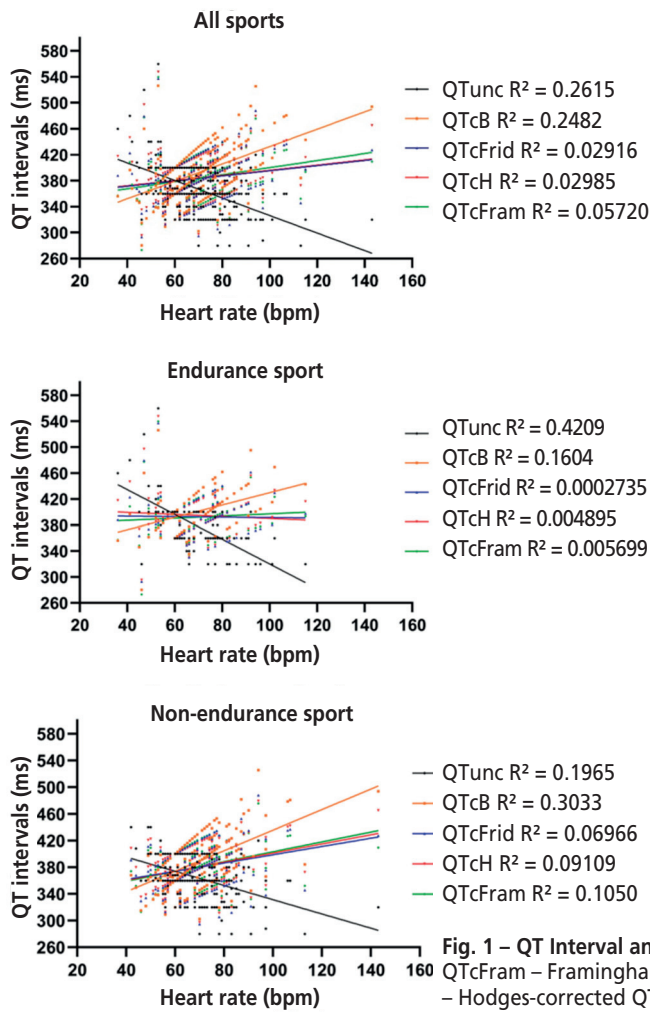 All sports
QT intervals (ms)
580
540
500
460
420
380
340
300
260
20 40 60 80 100 120 140 160
Heart rate (bpm)
QTunc R² = 0.2615
QTcB R² = 0.2482
QTcFrid R² = 0.02916
QTcH R² = 0.02985
QTcFram R² = 0.05720
Endurance sport
QT intervals (ms)
580
540
500
460
420
380
340
300
260
20 40 60 80 100 120 140 160
Heart rate (bpm)
QTunc R² = 0.4209
QTcB R² = 0.1604
QTcFrid R² = 0.0002735
QTcH R² = 0.004895
QTcFram R² = 0.005699
Non-endurance sport
QT intervals (ms)
580
540
500
460
420
380
340
300
260
20 40 60 80 100 120 140 160
Heart rate (bpm)
QTunc R² = 0.1965
QTcB R² = 0.3033
QTcFrid R² = 0.06966
QTcH R² = 0.09109
QTcFram R² = 0.1050
Fig. 1 – QT Interval an
QTcFram – Framingha
– Hodges-corrected QT